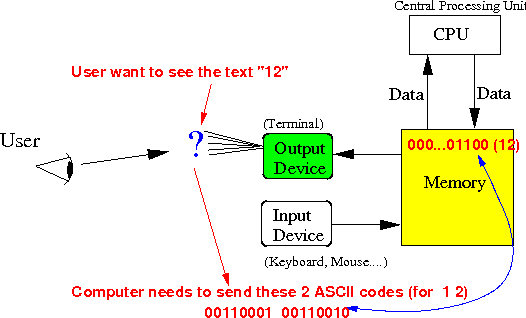 Central Processing Unit
CPU
User want to see the text "12"
Data
Data
(Terminal)
User
?
Output
Device
000...01100 (12)
Memory
Input
Device
(Keyboard, Mouse....)
Computer needs to send these 2 ASCII codes (for 1 2)
00110001 00110010